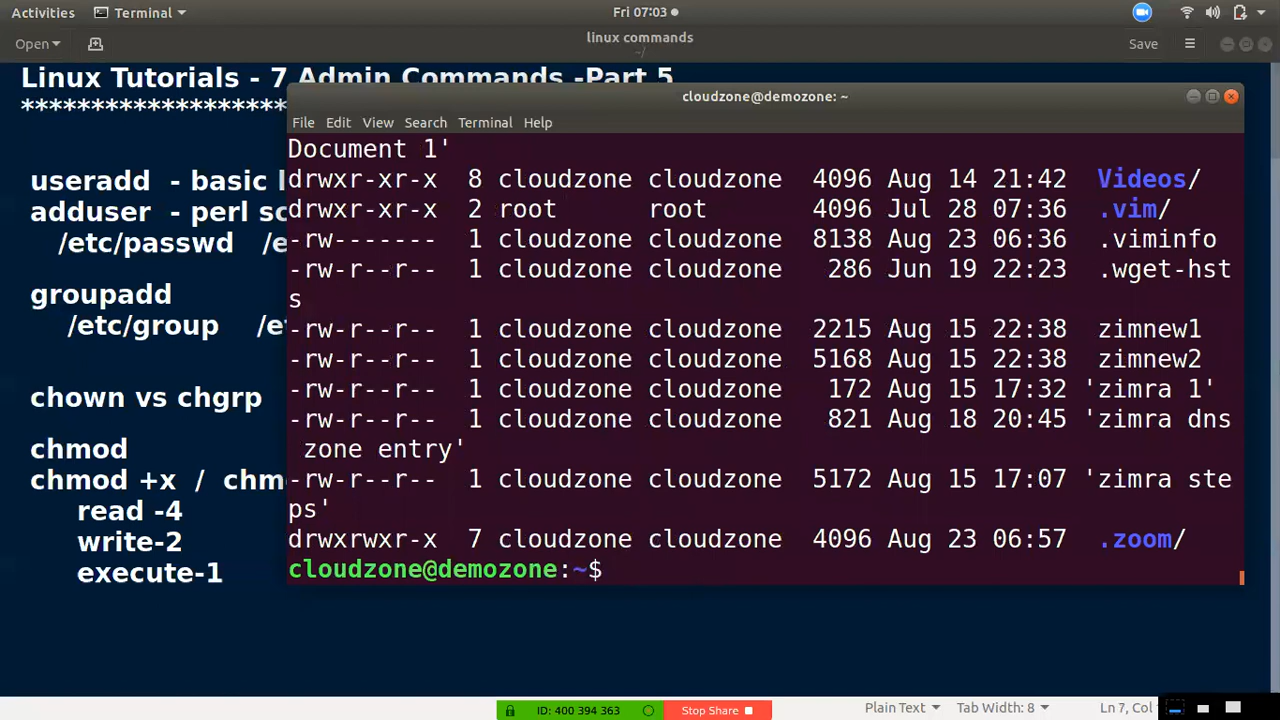 Activities Terminal Fri 07:03
Open linux commands Save
~/
Linux Tutorials - 7 Admin Commands -Part 5
*******************
cloudzone@demozone: ~
File Edit View Search Terminal Help
useradd - basic l
adduser - perl sc
/etc/passwd /e
groupadd
/etc/group /et
chown vs chgrp
chmod
chmod +x / chm
read -4
write-2
execute-1
Document 1'
drwxr-xr-x 8 cloudzone cloudzone 4096 Aug 14 21:42 Videos/
drwxr-xr-x 2 root root 4096 Jul 28 07:36 .vim/
-rw------- 1 cloudzone cloudzone 8138 Aug 23 06:36 .viminfo
-rw-r--r-- 1 cloudzone cloudzone 286 Jun 19 22:23 .wget-hst
s
-rw-r--r-- 1 cloudzone cloudzone 2215 Aug 15 22:38 zimnew1
-rw-r--r-- 1 cloudzone cloudzone 5168 Aug 15 22:38 zimnew2
-rw-r--r-- 1 cloudzone cloudzone 172 Aug 15 17:32 'zimra 1'
-rw-r--r-- 1 cloudzone cloudzone 821 Aug 18 20:45 'zimra dns
zone entry'
-rw-r--r-- 1 cloudzone cloudzone 5172 Aug 15 17:07 'zimra ste
ps'
drwxrwxr-x 7 cloudzone cloudzone 4096 Aug 23 06:57 .zoom/
cloudzone@demozone:~$
ID: 400 394 363 Stop Share Plain Text Tab Width: 8 Ln 7, Col